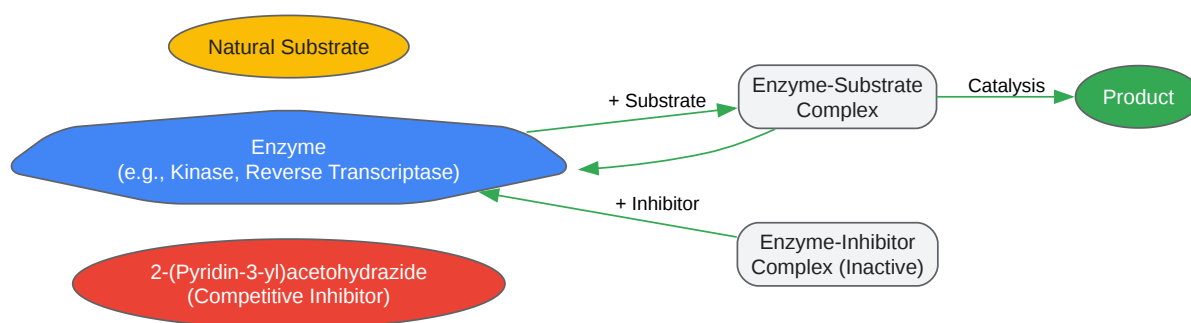 Natural Substrate
Enzyme
(e.g., Kinase, Reverse Transcriptase)
2-(Pyridin-3-yl)acetohydrazide
(Competitive Inhibitor)
+ Substrate
+ Inhibitor
Enzyme-Substrate
Complex
Enzyme-Inhibitor
Complex (Inactive)
Catalysis
Product